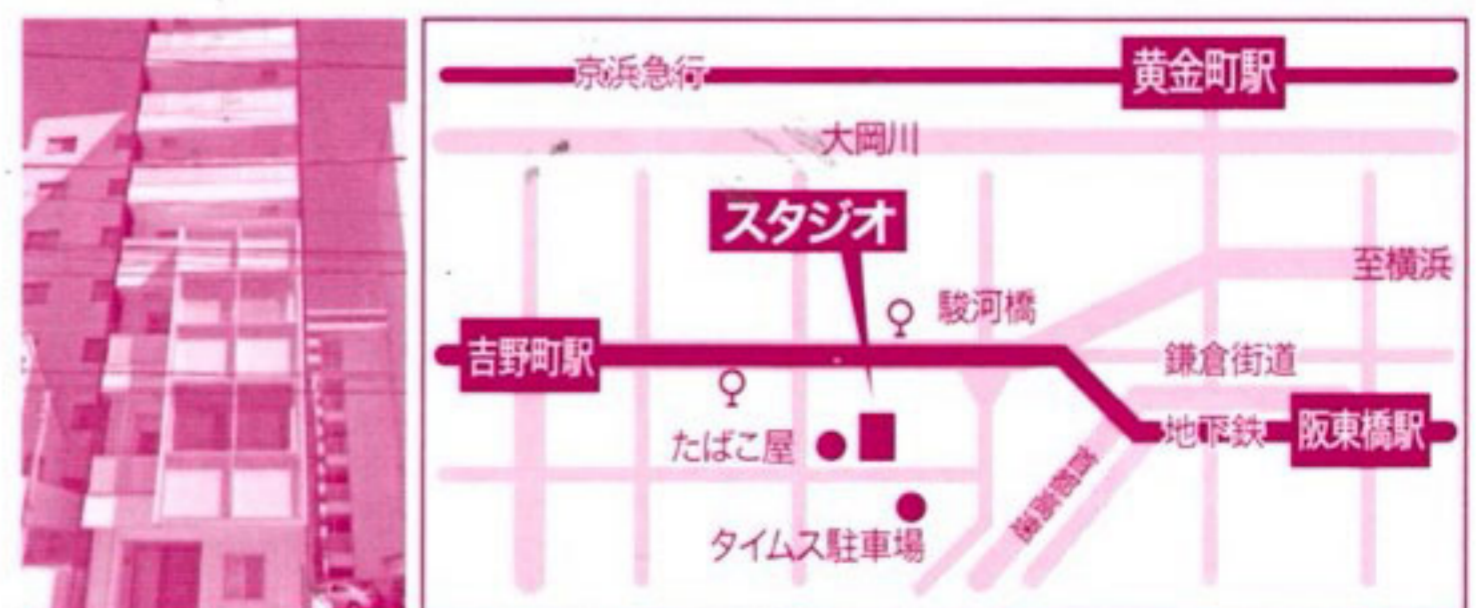 京浜急行
黄金町駅
大岡川
スタジオ
至横浜
駿河橋
吉野町駅
鎌倉街道
たばこ屋
地下鉄
阪東橋駅
タイムス駐車場